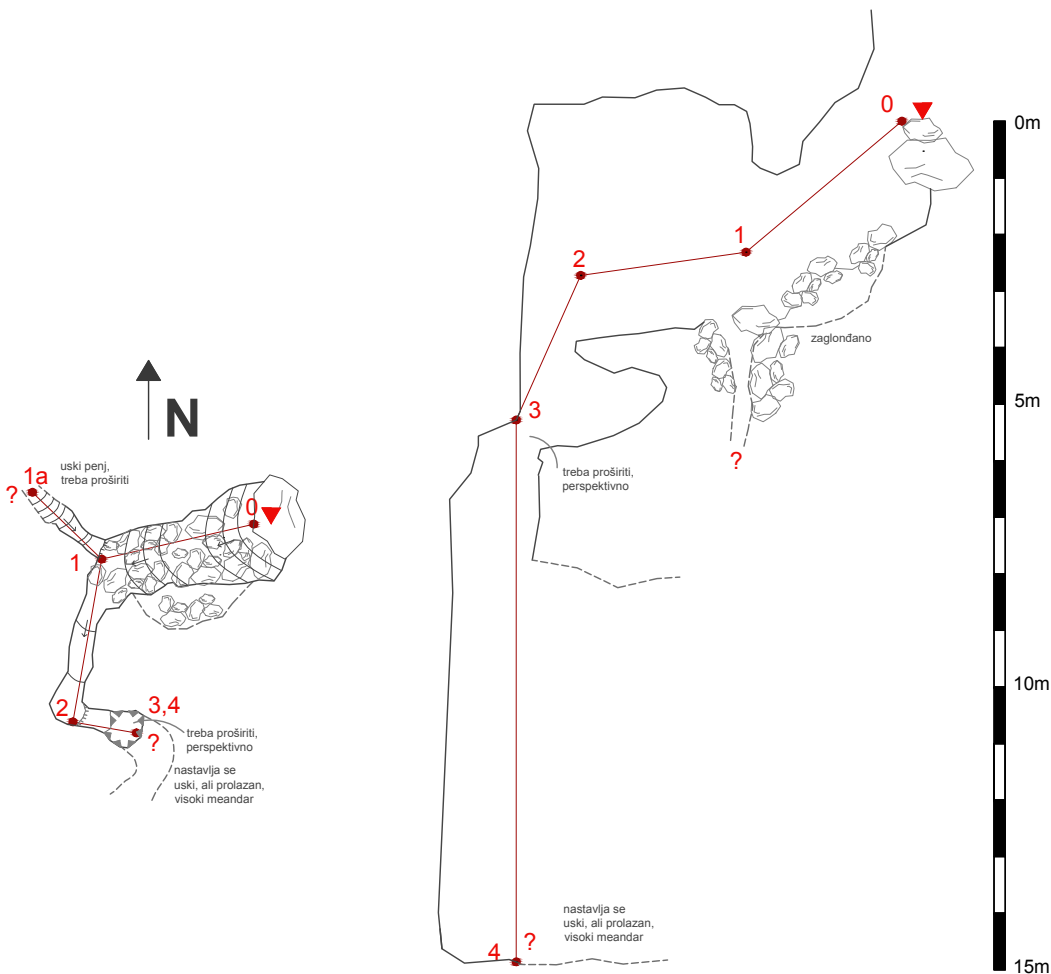 0
0m
1
2
zaglonđano
5m
3
?
treba proširiti,
perspektivno
N
uski penj,
treba proširiti
1a
?
0
1
2
3,4
?
treba proširiti,
perspektivno
nastavlja se
uski, ali prolazan,
visoki meandar
10m
nastavlja se
uski, ali prolazan,
visoki meandar
4
?
15m